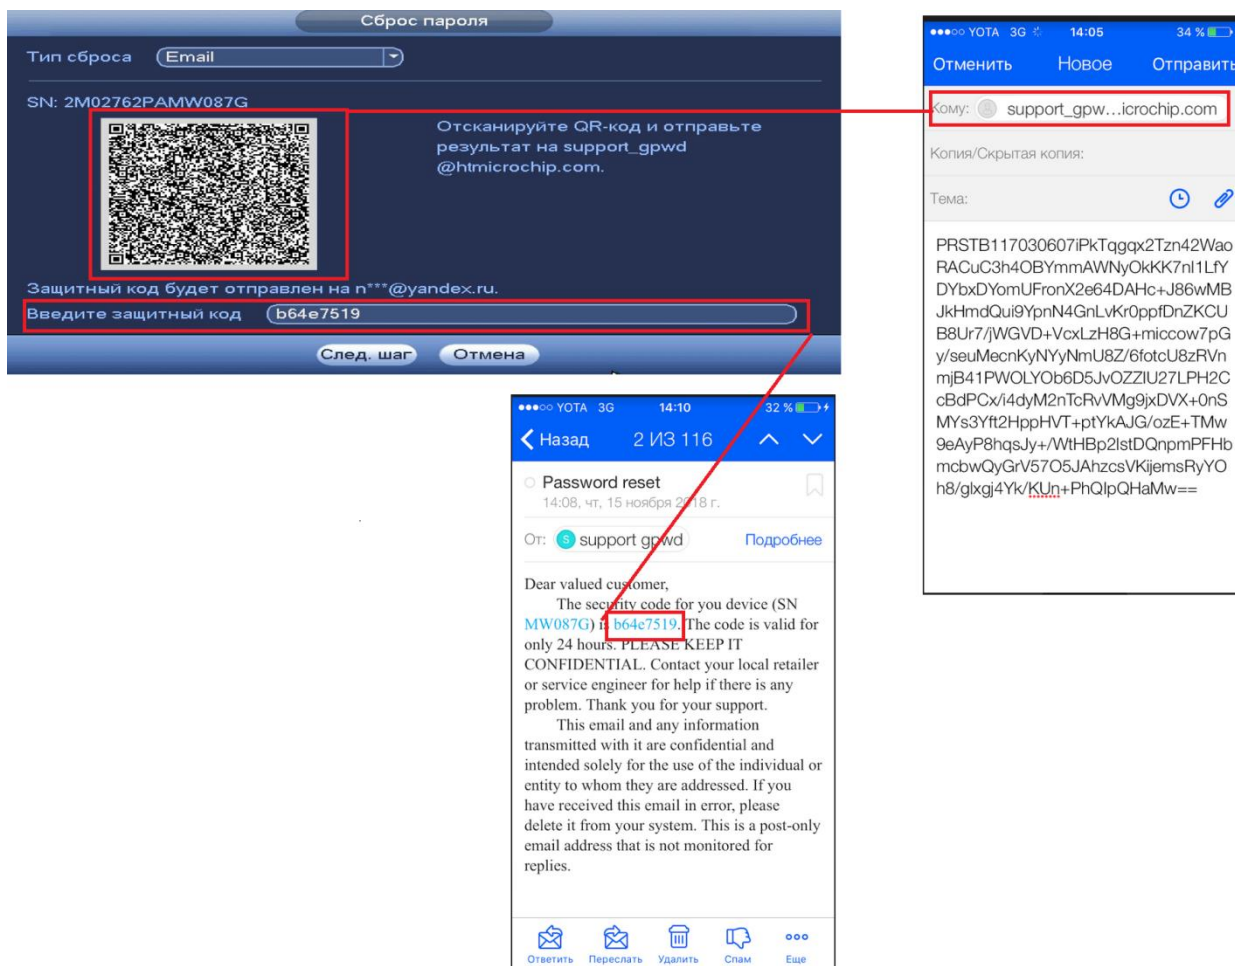 Сброс пароля
Тип сброса Email
SN: 2M02762PAMW087G
Отсканируйте QR-код и отправьте
результат на support_gpwd
@htmicrochip.com.
Защитный код будет отправлен на n***@yandex.ru.
Введите защитный код b64e7519
След. шаг Отмена
YOTA 3G 14:05 34 %
Отменить Новое Отправить
Кому: support_gpw...icrochip.com
Копия/Скрытая копия:
Тема:
PRSTB117030607iPkTqgqx2Tzn42Wao
RACuC3h4OBYmmAWNyOkKK7nI1LfY
DYbxDYomUFronX2e64DAHc+J86wMB
JkHmdQui9YpnN4GnLvKr0ppfDnZKCU
B8Ur7/jWGVD+VcxLzH8G+miccow7pG
y/seuMecnKyNYyNmU8Z/6fotcU8zRVn
mjB41PWOLYOb6D5JvOZZIU27LPH2C
cBdPCx/i4dyM2nTcRvVMg9jxDVX+0nS
MYs3Yft2HppHVT+ptYkAJG/ozE+TMw
9eAyP8hqsJy+/WtHBp2IstDQnpmPFHb
mcbwQyGrV57O5JAhzcsVKijemsRyYO
h8/glxgj4Yk/KUn+PhQIpQHaMw==
YOTA 3G 14:10 32 %
Назад 2 ИЗ 116
Password reset
14:08, чт, 15 ноября 2018 г.
От: S support gpwd Подробнее
Dear valued customer,
The security code for you device (SN
MW087G) is b64e7519. The code is valid for
only 24 hours. PLEASE KEEP IT
CONFIDENTIAL. Contact your local retailer
or service engineer for help if there is any
problem. Thank you for your support.
This email and any information
transmitted with it are confidential and
intended solely for the use of the individual or
entity to whom they are addressed. If you
have received this email in error, please
delete it from your system. This is a post-only
email address that is not monitored for
replies.
Ответить Переслать Удалить Спам Еще